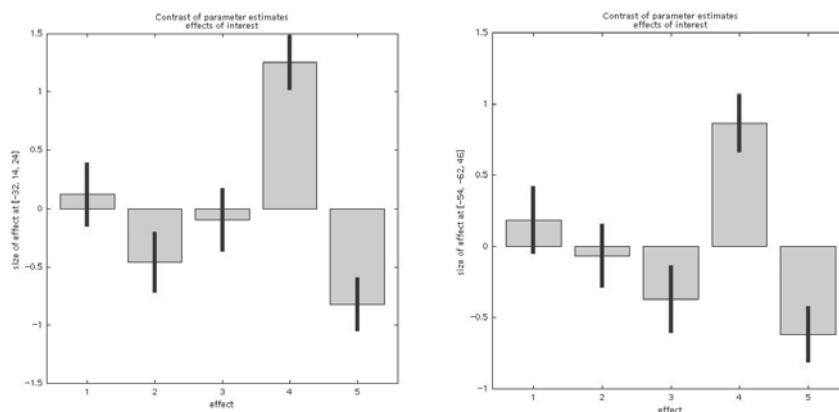 Contrast of parameter estimates
effects of interest
1.5
1
0.5
0
−0.5
−1
−1.5
size of effect at [-32, 14, 24]
1 2 3 4 5
effect
Contrast of parameter estimates
effects of interest
1.5
1
0.5
0
−0.5
−1
size of effect at [-54, -62, 46]
1 2 3 4 5
effect